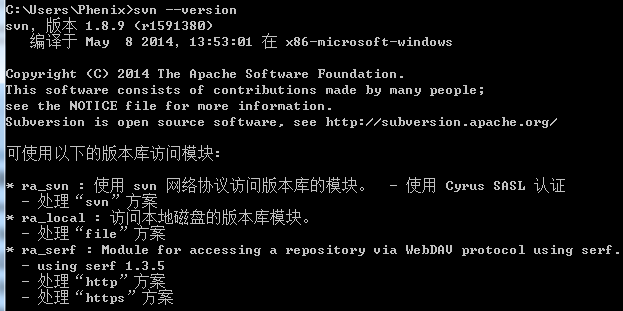 C:\Users\Phenix>svn --version
svn, 版本 1.8.9 (r1591380)
编译于 May  8 2014, 13:53:01 在 x86-microsoft-windows
Copyright (C) 2014 The Apache Software Foundation.
This software consists of contributions made by many people;
see the NOTICE file for more information.
Subversion is open source software, see http://subversion.apache.org/
可使用以下的版本库访问模块:
* ra_svn : 使用 svn 网络协议访问版本库的模块。 - 使用 Cyrus SASL 认证
- 处理“svn”方案
* ra_local : 访问本地磁盘的版本库模块。
- 处理“file”方案
* ra_serf : Module for accessing a repository via WebDAV protocol using serf.
- using serf 1.3.5
- 处理“http”方案
- 处理“https”方案